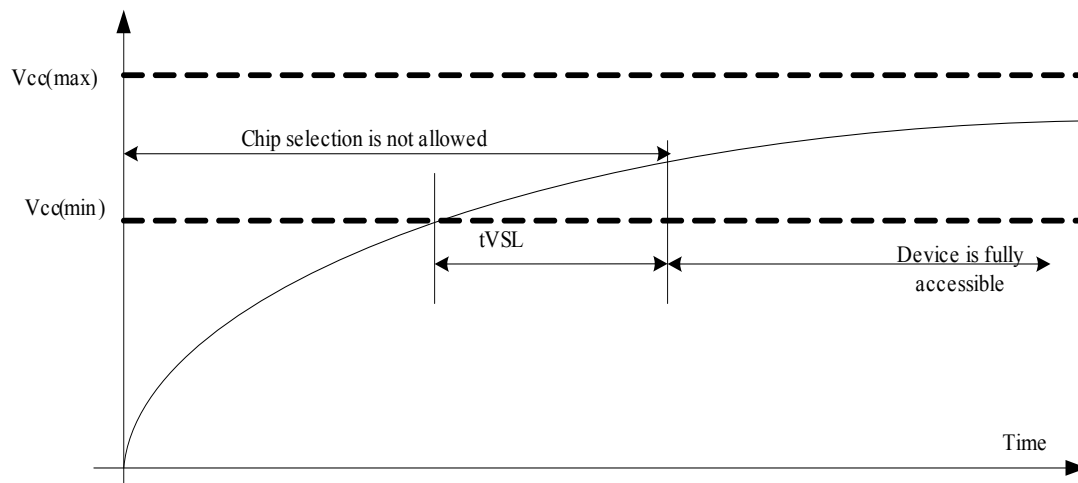 Vcc(max)
Chip selection is not allowed
Vcc(min)
tVSL
Device is fully
accessible
Time